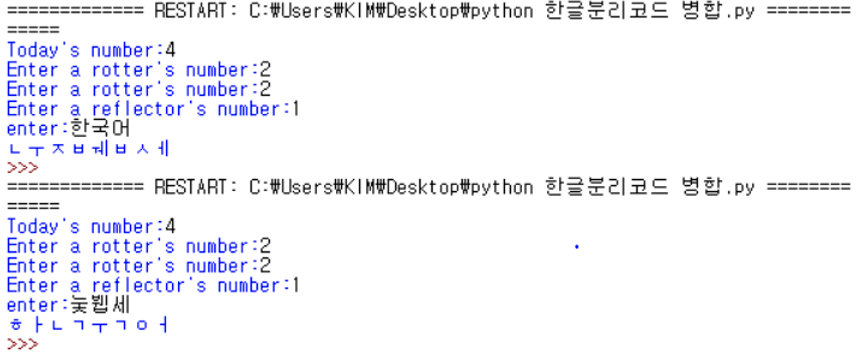 ============= RESTART: C:₩Users₩KIM₩Desktop₩python 한글분리코드 병합.py ========
=====
Today's number:4
Enter a rotter's number:2
Enter a rotter's number:2
Enter a reflector's number:1
enter:한국어
ㄴㅜㅈㅂㅞㅂㅅㅔ
>>>
============= RESTART: C:₩Users₩KIM₩Desktop₩python 한글분리코드 병합.py ========
=====
Today's number:4
Enter a rotter's number:2
Enter a rotter's number:2
Enter a reflector's number:1
enter:눚뷉세
ㅎㅏㄴㄱㅜㄱㅇㅓ
>>>